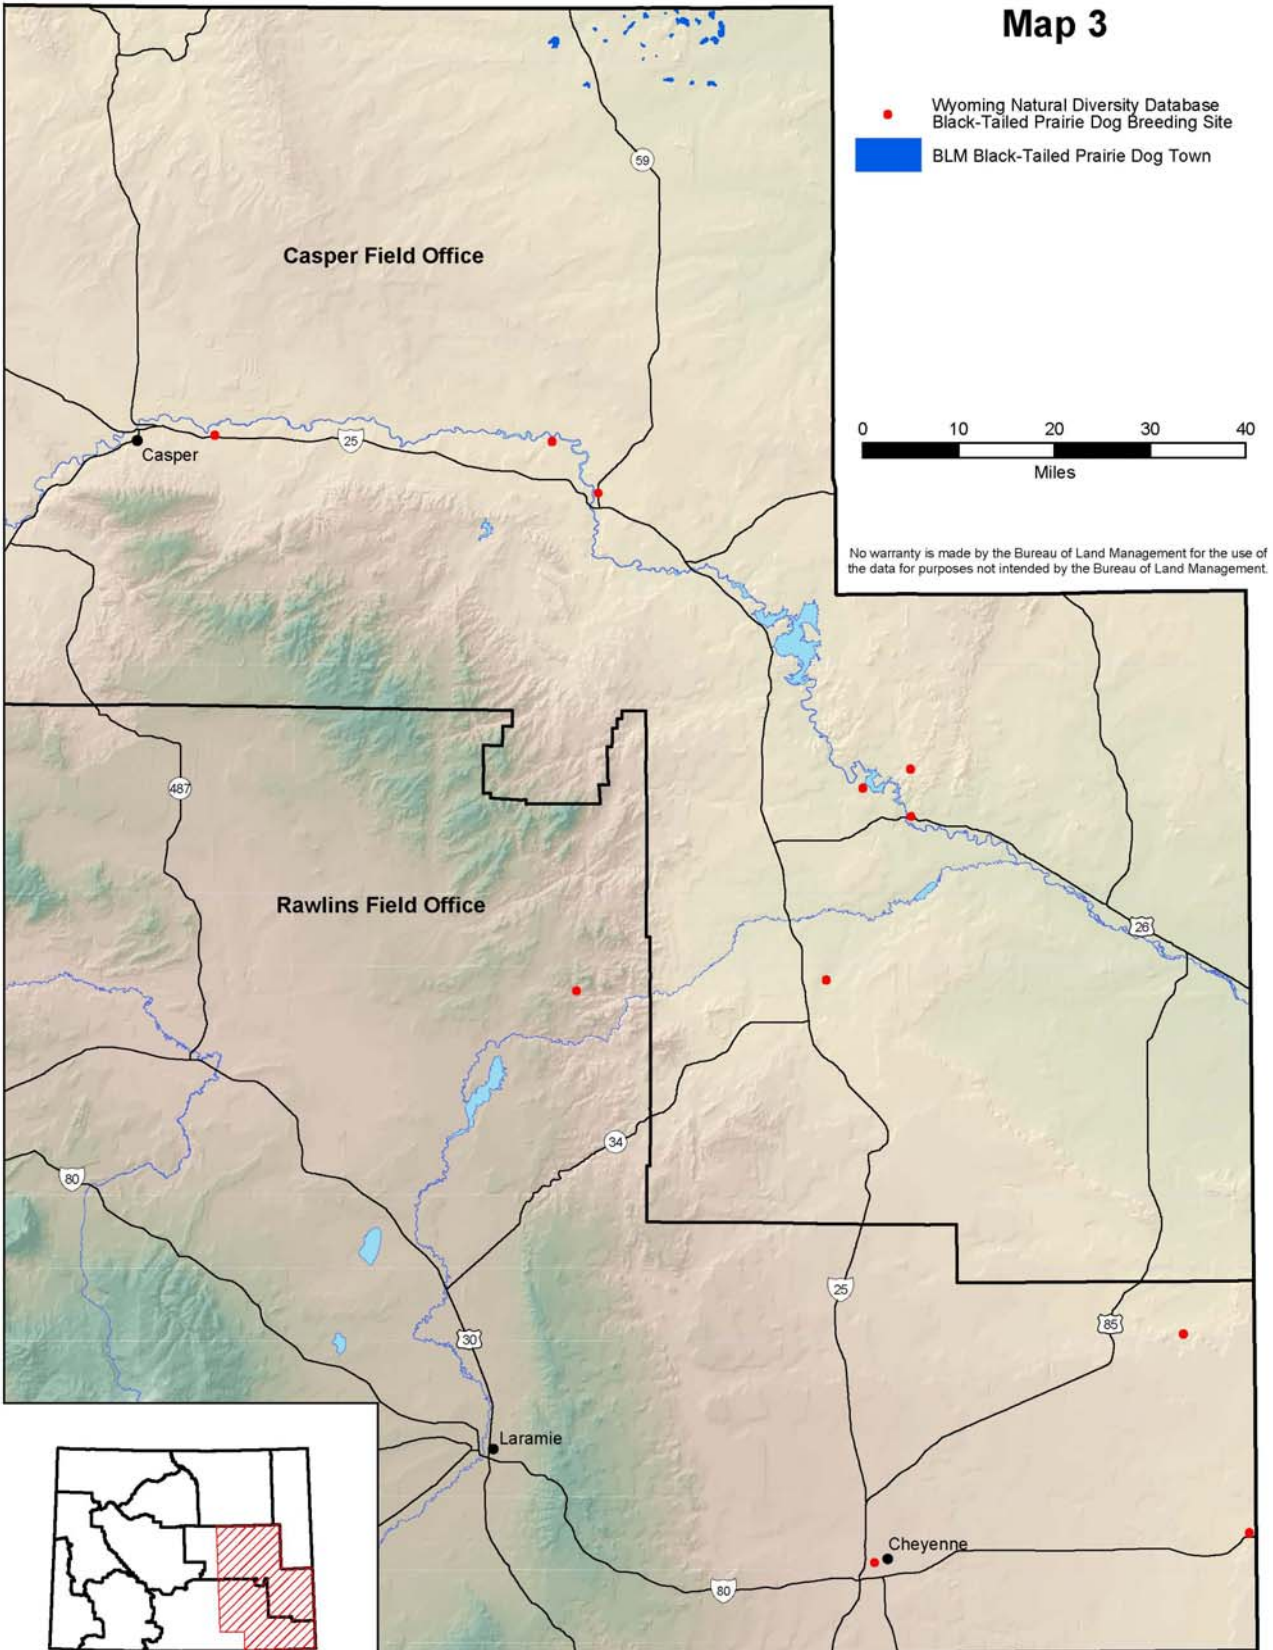 Map 3
Wyoming Natural Diversity Database
Black-Tailed Prairie Dog Breeding Site
BLM Black-Tailed Prairie Dog Town
59
Casper Field Office
0 10 20 30 40
Miles
25
Casper
No warranty is made by the Bureau of Land Management for the use of
the data for purposes not intended by the Bureau of Land Management.
487
Rawlins Field Office
26
34
80
25
85
30
Laramie
Cheyenne
80